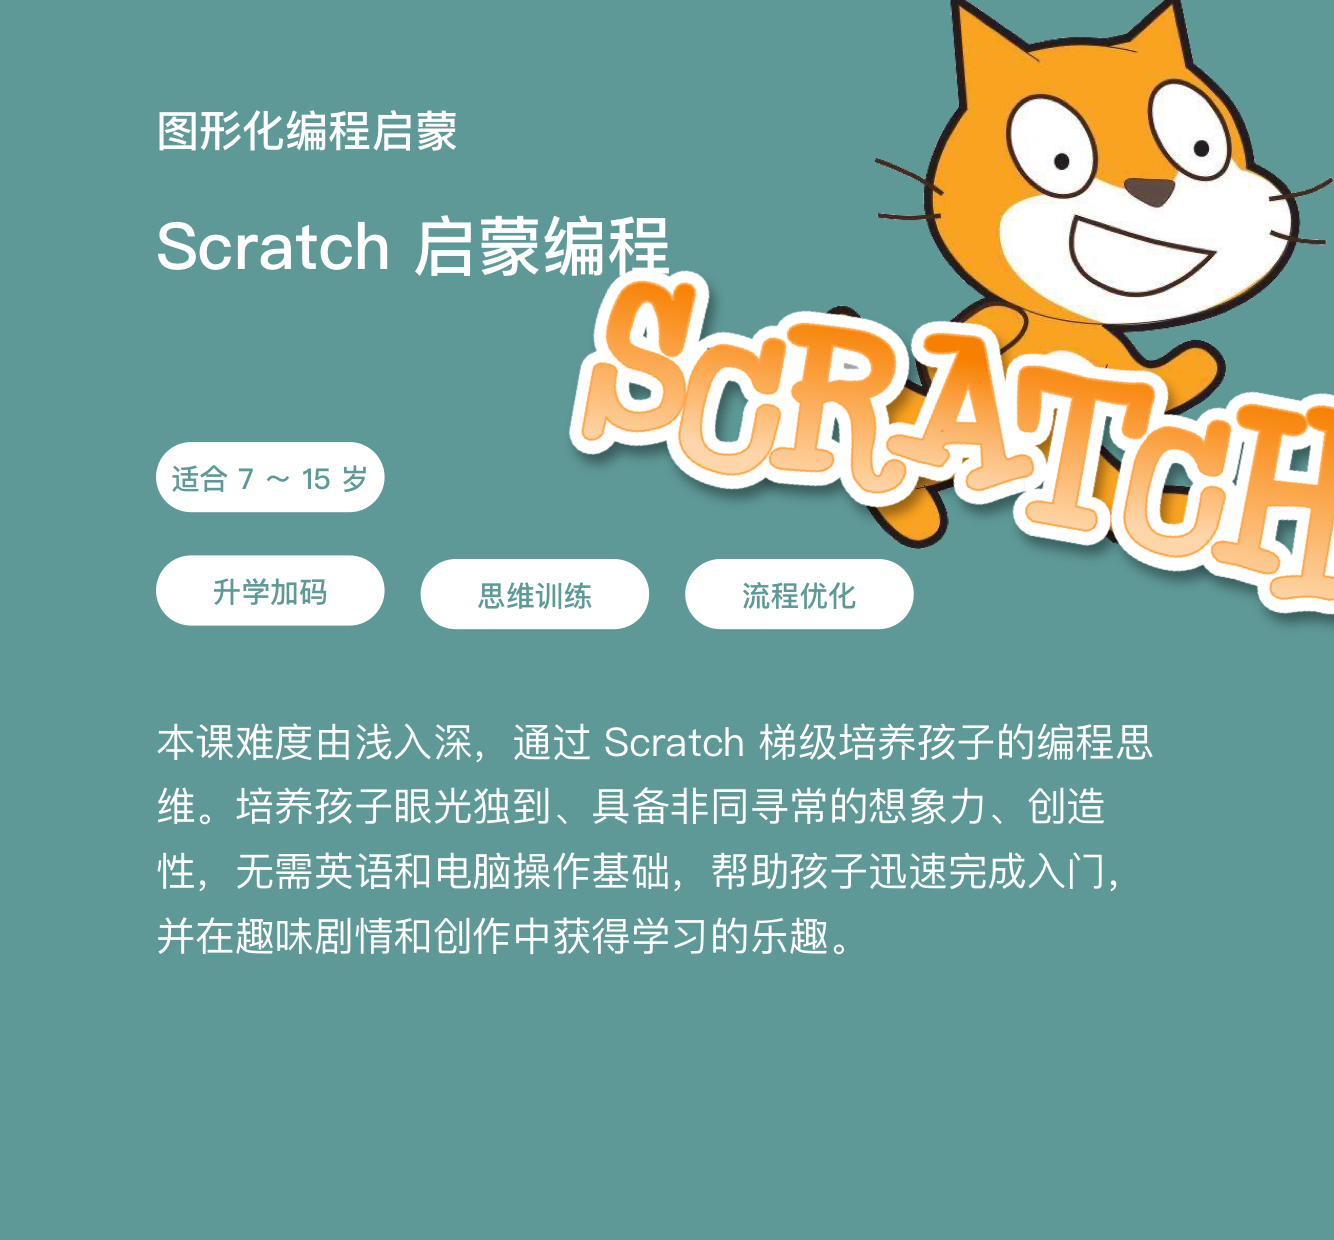 图形化编程启蒙
Scratch 启蒙编程
SCRATCH
适合 7 ～ 15 岁
升学加码
思维训练
流程优化
本课难度由浅入深，通过 Scratch 梯级培养孩子的编程思
维。培养孩子眼光独到、具备非同寻常的想象力、创造
性，无需英语和电脑操作基础，帮助孩子迅速完成入门，
并在趣味剧情和创作中获得学习的乐趣。